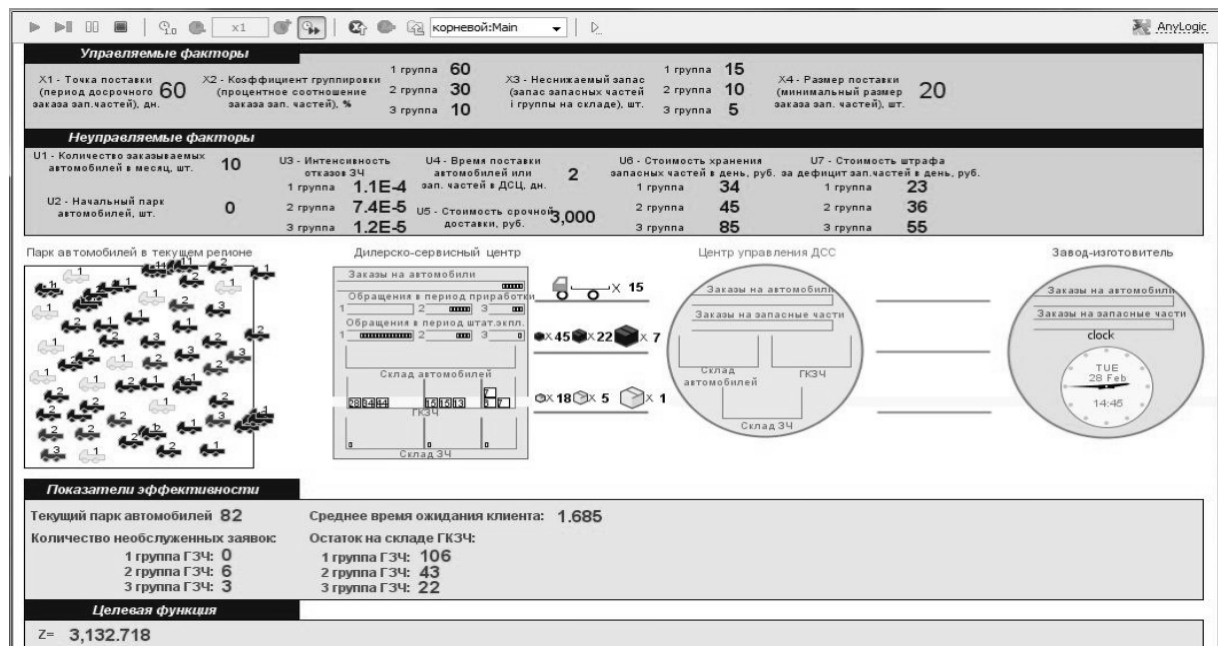 x1
корневой:Main
AnyLogic
Управляемые факторы
X1 - Точка поставки
(период досрочного
заказа зап.частей), дн.
60
X2 - Коэффициент группировки
(процентное соотношение
заказа зап. частей), %
1 группа 60
2 группа 30
3 группа 10
X3 - Неснижаемый запас
(запас запасных частей
i группы на складе), шт.
1 группа 15
2 группа 10
3 группа 5
X4 - Размер поставки
(минимальный размер
заказа зап. частей), шт.
20
Неуправляемые факторы
U1 - Количество заказываемых
автомобилей в месяц, шт.
10
U2 - Начальный парк
автомобилей, шт.
0
U3 - Интенсивность
отказов ЗЧ
1 группа 1.1E-4
2 группа 7.4E-5
3 группа 1.2E-5
U4 - Время поставки
автомобилей или
зап. частей в ДСЦ, дн.
2
U5 - Стоимость срочной
доставки, руб.
3,000
U6 - Стоимость хранения
запасных частей в день, руб.
1 группа 34
2 группа 45
3 группа 85
U7 - Стоимость штрафа
за дефицит зап.частей в день, руб.
1 группа 23
2 группа 36
3 группа 55
Парк автомобилей в текущем регионе
Дилерско-сервисный центр
Заказы на автомобили
Обращения в период приработки
1 2 3
Обращения в период штат.экпл.
1 2 3
Склад автомобилей
ГКЗЧ
Склад ЗЧ
X 15
X 45 X 22 X 7
X 18 X 5 X 1
Центр управления ДСС
Заказы на автомобили
Заказы на запасные части
Склад
автомобилей
ГКЗЧ
Склад ЗЧ
Завод-изготовитель
Заказы на автомобили
Заказы на запасные части
clock
TUE
28 Feb
14:45
Показатели эффективности
Текущий парк автомобилей 82
Среднее время ожидания клиента: 1.685
Количество необслуженных заявок:
1 группа ГЗЧ: 0
2 группа ГЗЧ: 6
3 группа ГЗЧ: 3
Остаток на складе ГКЗЧ:
1 группа ГЗЧ: 106
2 группа ГЗЧ: 43
3 группа ГЗЧ: 22
Целевая функция
Z= 3,132.718